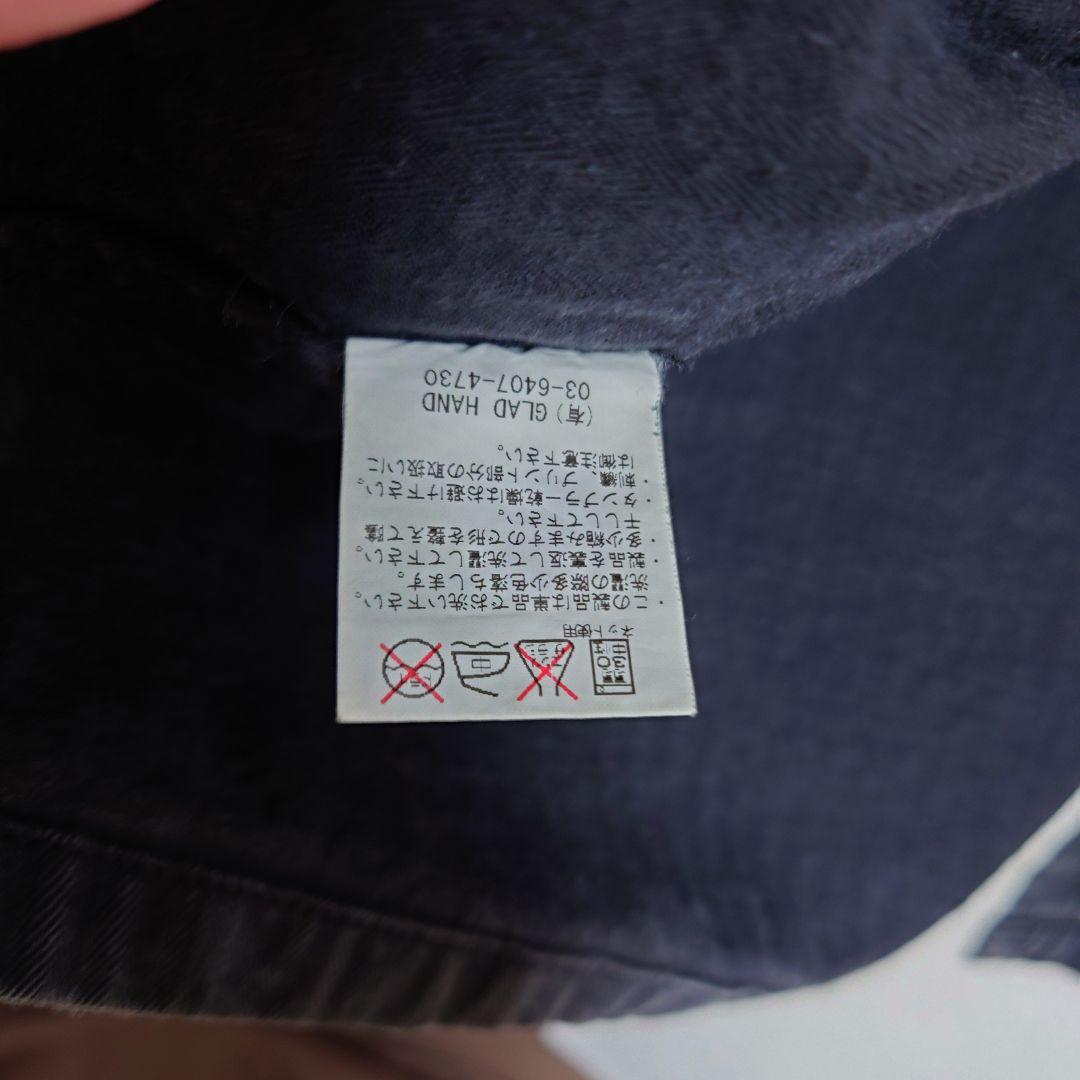 ネット使用
中
・この製品は単品でお洗い下さい。
洗濯の際多少色落ちします。
・製品を裏返して洗濯して下さい。
・多少縮みますので形を整えて陰
干しして下さい。
・タンブラー乾燥はお避け下さい。
・刺繍、プリント部分の取扱いに
は御注意下さい。
(有) GLAD HAND
03-6407-4730